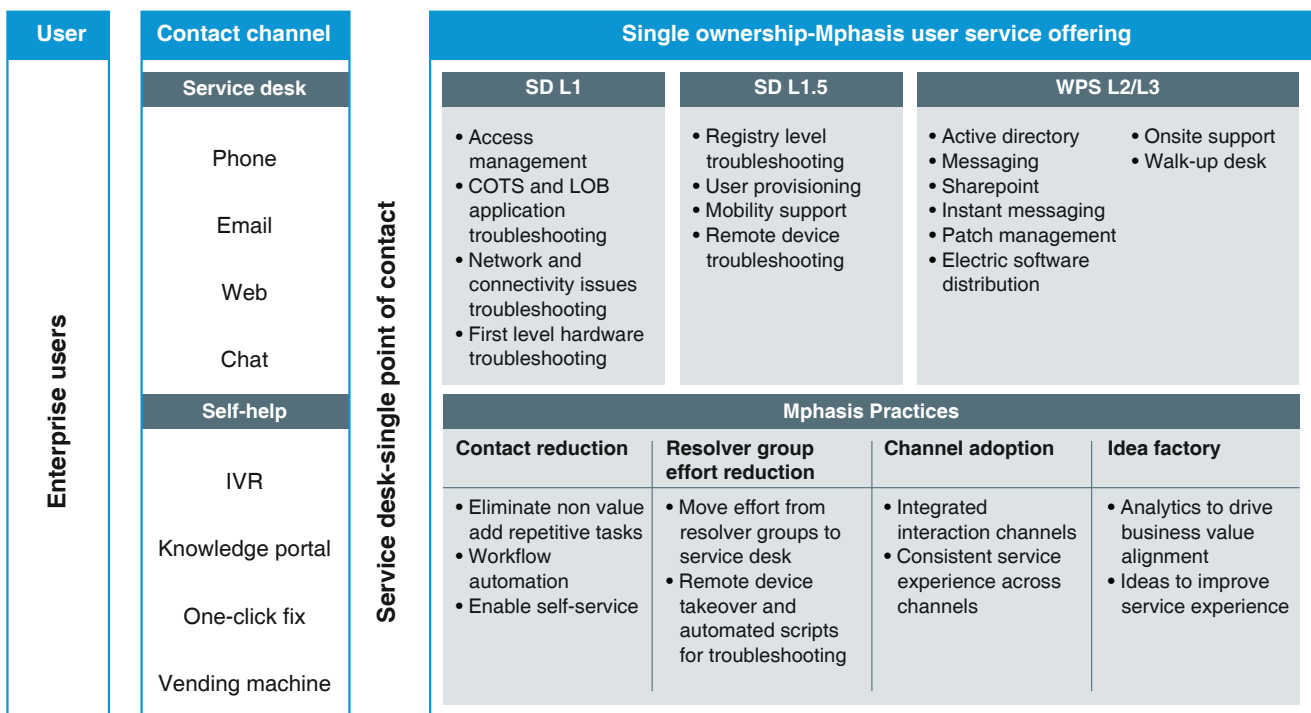 User
Enterprise users
Contact channel
Service desk
Phone
Email
Web
Chat
Self-help
IVR
Knowledge portal
One-click fix
Vending machine
Service desk-single point of contact
Single ownership-Mphasis user service offering
SD L1
• Access
management
• COTS and LOB
application
troubleshooting
• Network and
connectivity issues
troubleshooting
• First level hardware
troubleshooting
SD L1.5
• Registry level
troubleshooting
• User provisioning
• Mobility support
• Remote device
troubleshooting
WPS L2/L3
• Active directory
• Messaging
• Sharepoint
• Instant messaging
• Patch management
• Electric software
distribution
• Onsite support
• Walk-up desk
Mphasis Practices
Contact reduction
• Eliminate non value
add repetitive tasks
• Workflow
automation
• Enable self-service
Resolver group
effort reduction
• Move effort from
resolver groups to
service desk
• Remote device
takeover and
automated scripts
for troubleshooting
Channel adoption
• Integrated
interaction channels
• Consistent service
experience across
channels
Idea factory
• Analytics to drive
business value
alignment
• Ideas to improve
service experience